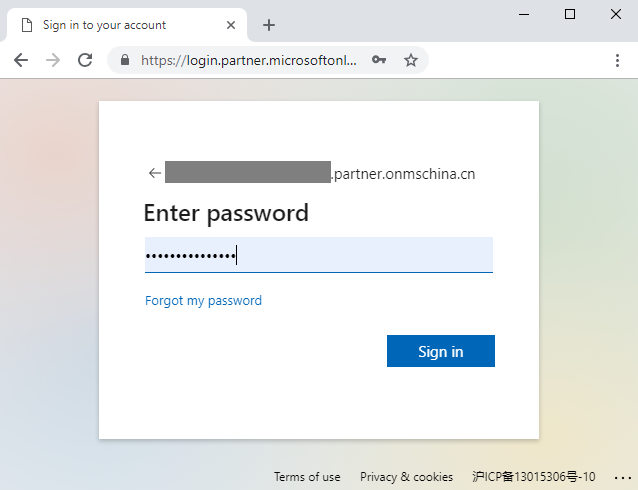 Sign in to your account
https://login.partner.microsoftonl...
.partner.onmschina.cn
Enter password
Forgot my password
Sign in
Terms of use Privacy & cookies 沪ICP备13015306号-10